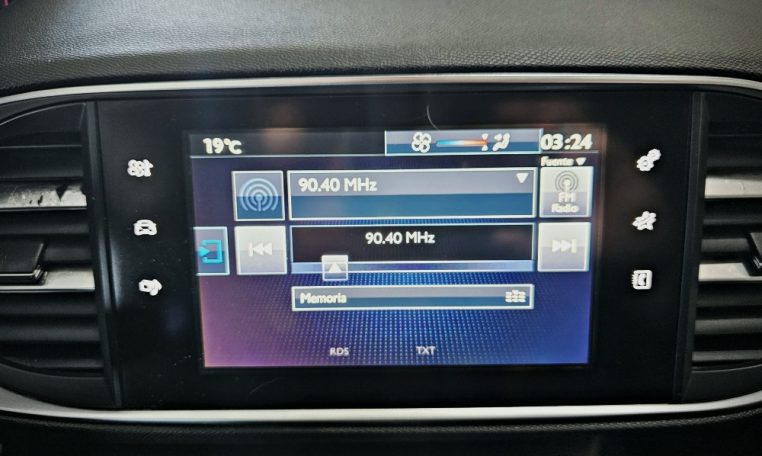 19°C
03:24
Fuente
90.40 MHz
FM
Radio
90.40 MHz
Memoria
RDS TXT